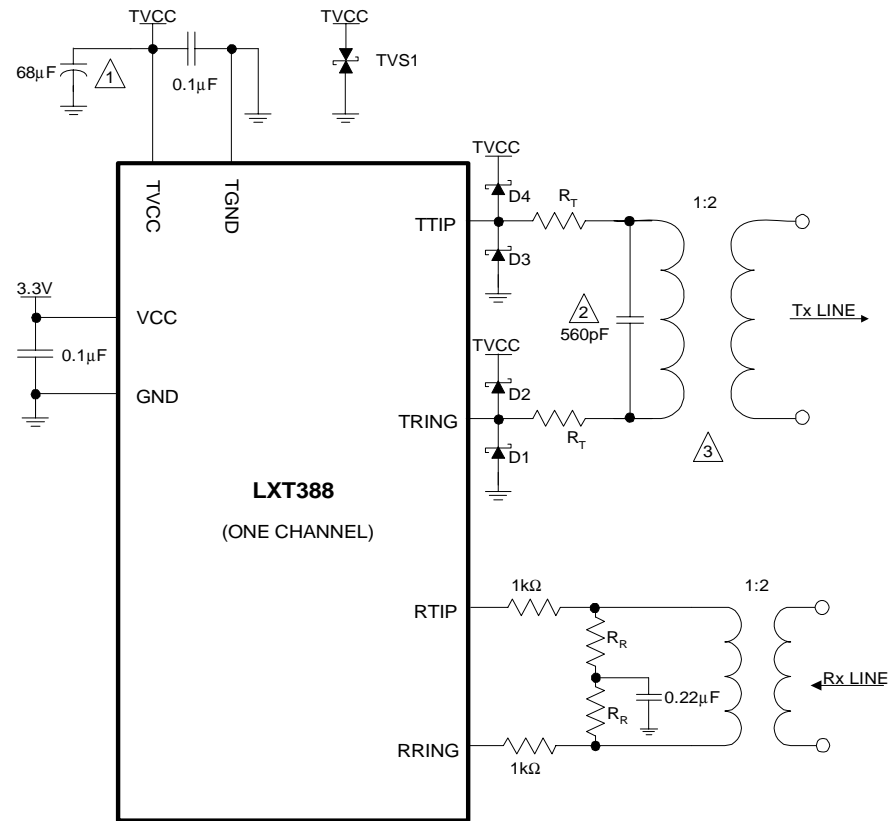 TVCC
TVCC
68µF
1
0.1µF
TVS1
TVCC
TGND
TVCC
D4
R_T
1:2
TTIP
D3
3.3V
VCC
2
560pF
Tx LINE
0.1µF
TVCC
D2
GND
TRING
R_T
3
D1
LXT388
(ONE CHANNEL)
1kΩ
1:2
RTIP
R_R
Rx LINE
R_R
0.22µF
RRING
1kΩ